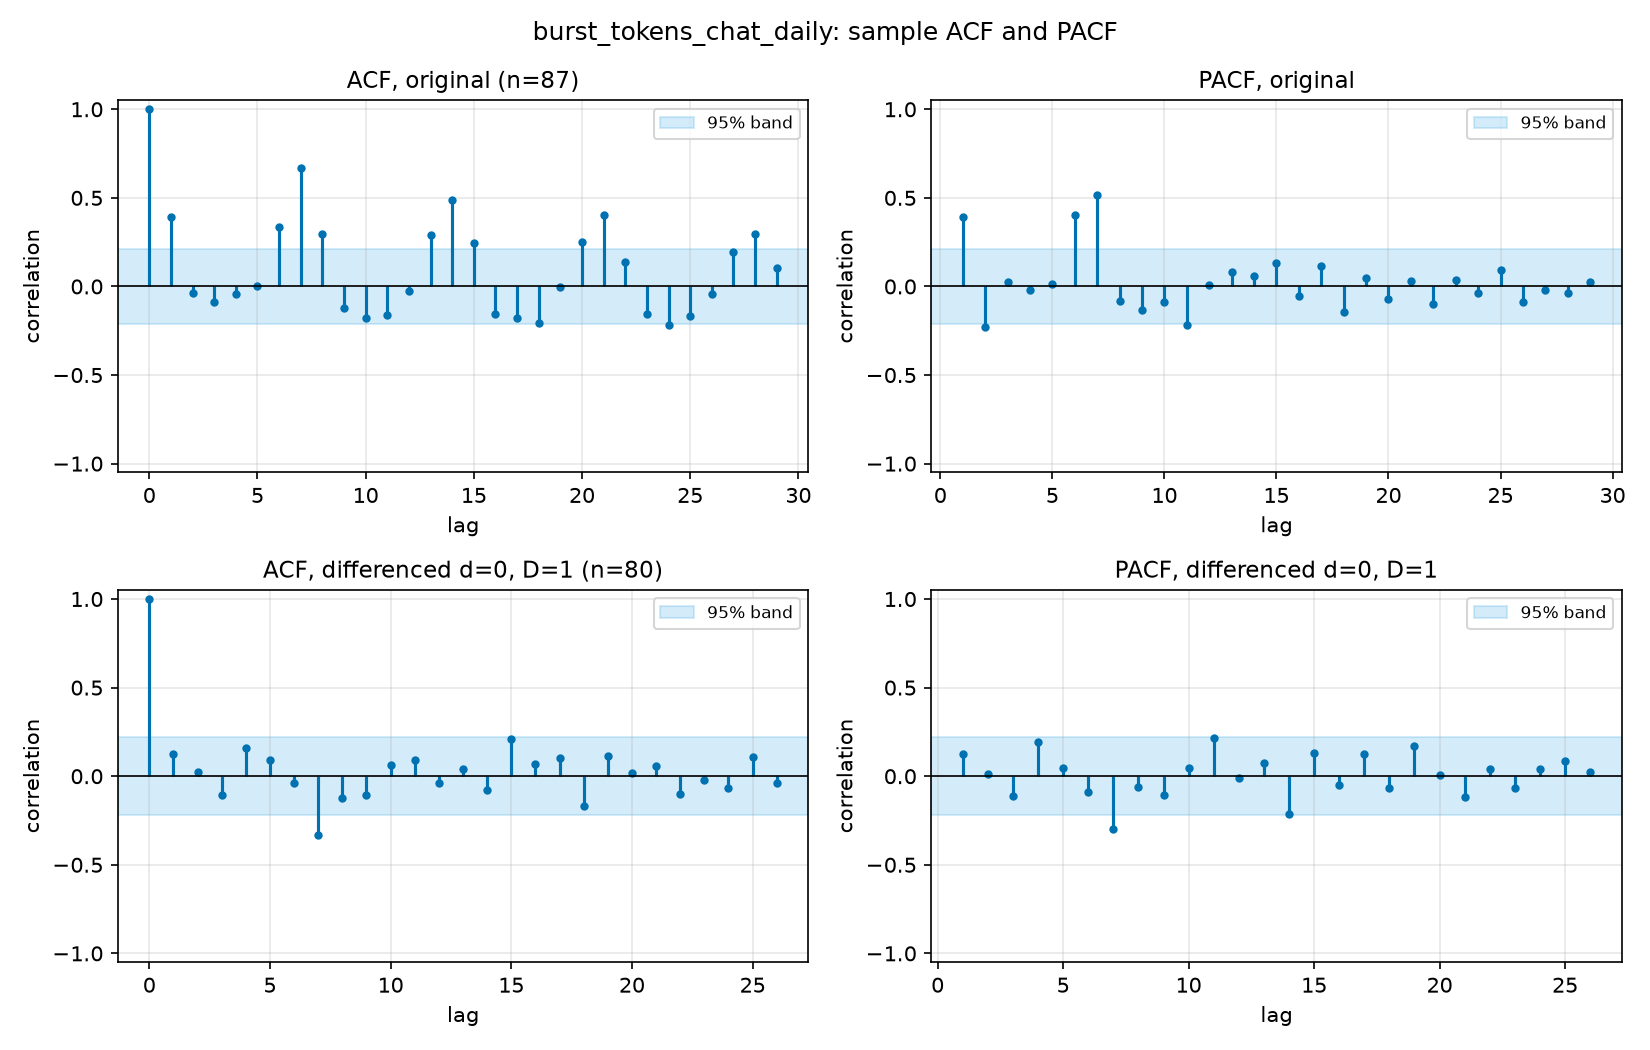 burst_tokens_chat_daily: sample ACF and PACF
ACF, original (n=87)
1.0
0.5
0.0
−0.5
−1.0
correlation
95% band
0 5 10 15 20 25 30
lag
PACF, original
1.0
0.5
0.0
−0.5
−1.0
correlation
95% band
0 5 10 15 20 25 30
lag
ACF, differenced d=0, D=1 (n=80)
1.0
0.5
0.0
−0.5
−1.0
correlation
95% band
0 5 10 15 20 25
lag
PACF, differenced d=0, D=1
1.0
0.5
0.0
−0.5
−1.0
correlation
95% band
0 5 10 15 20 25
lag